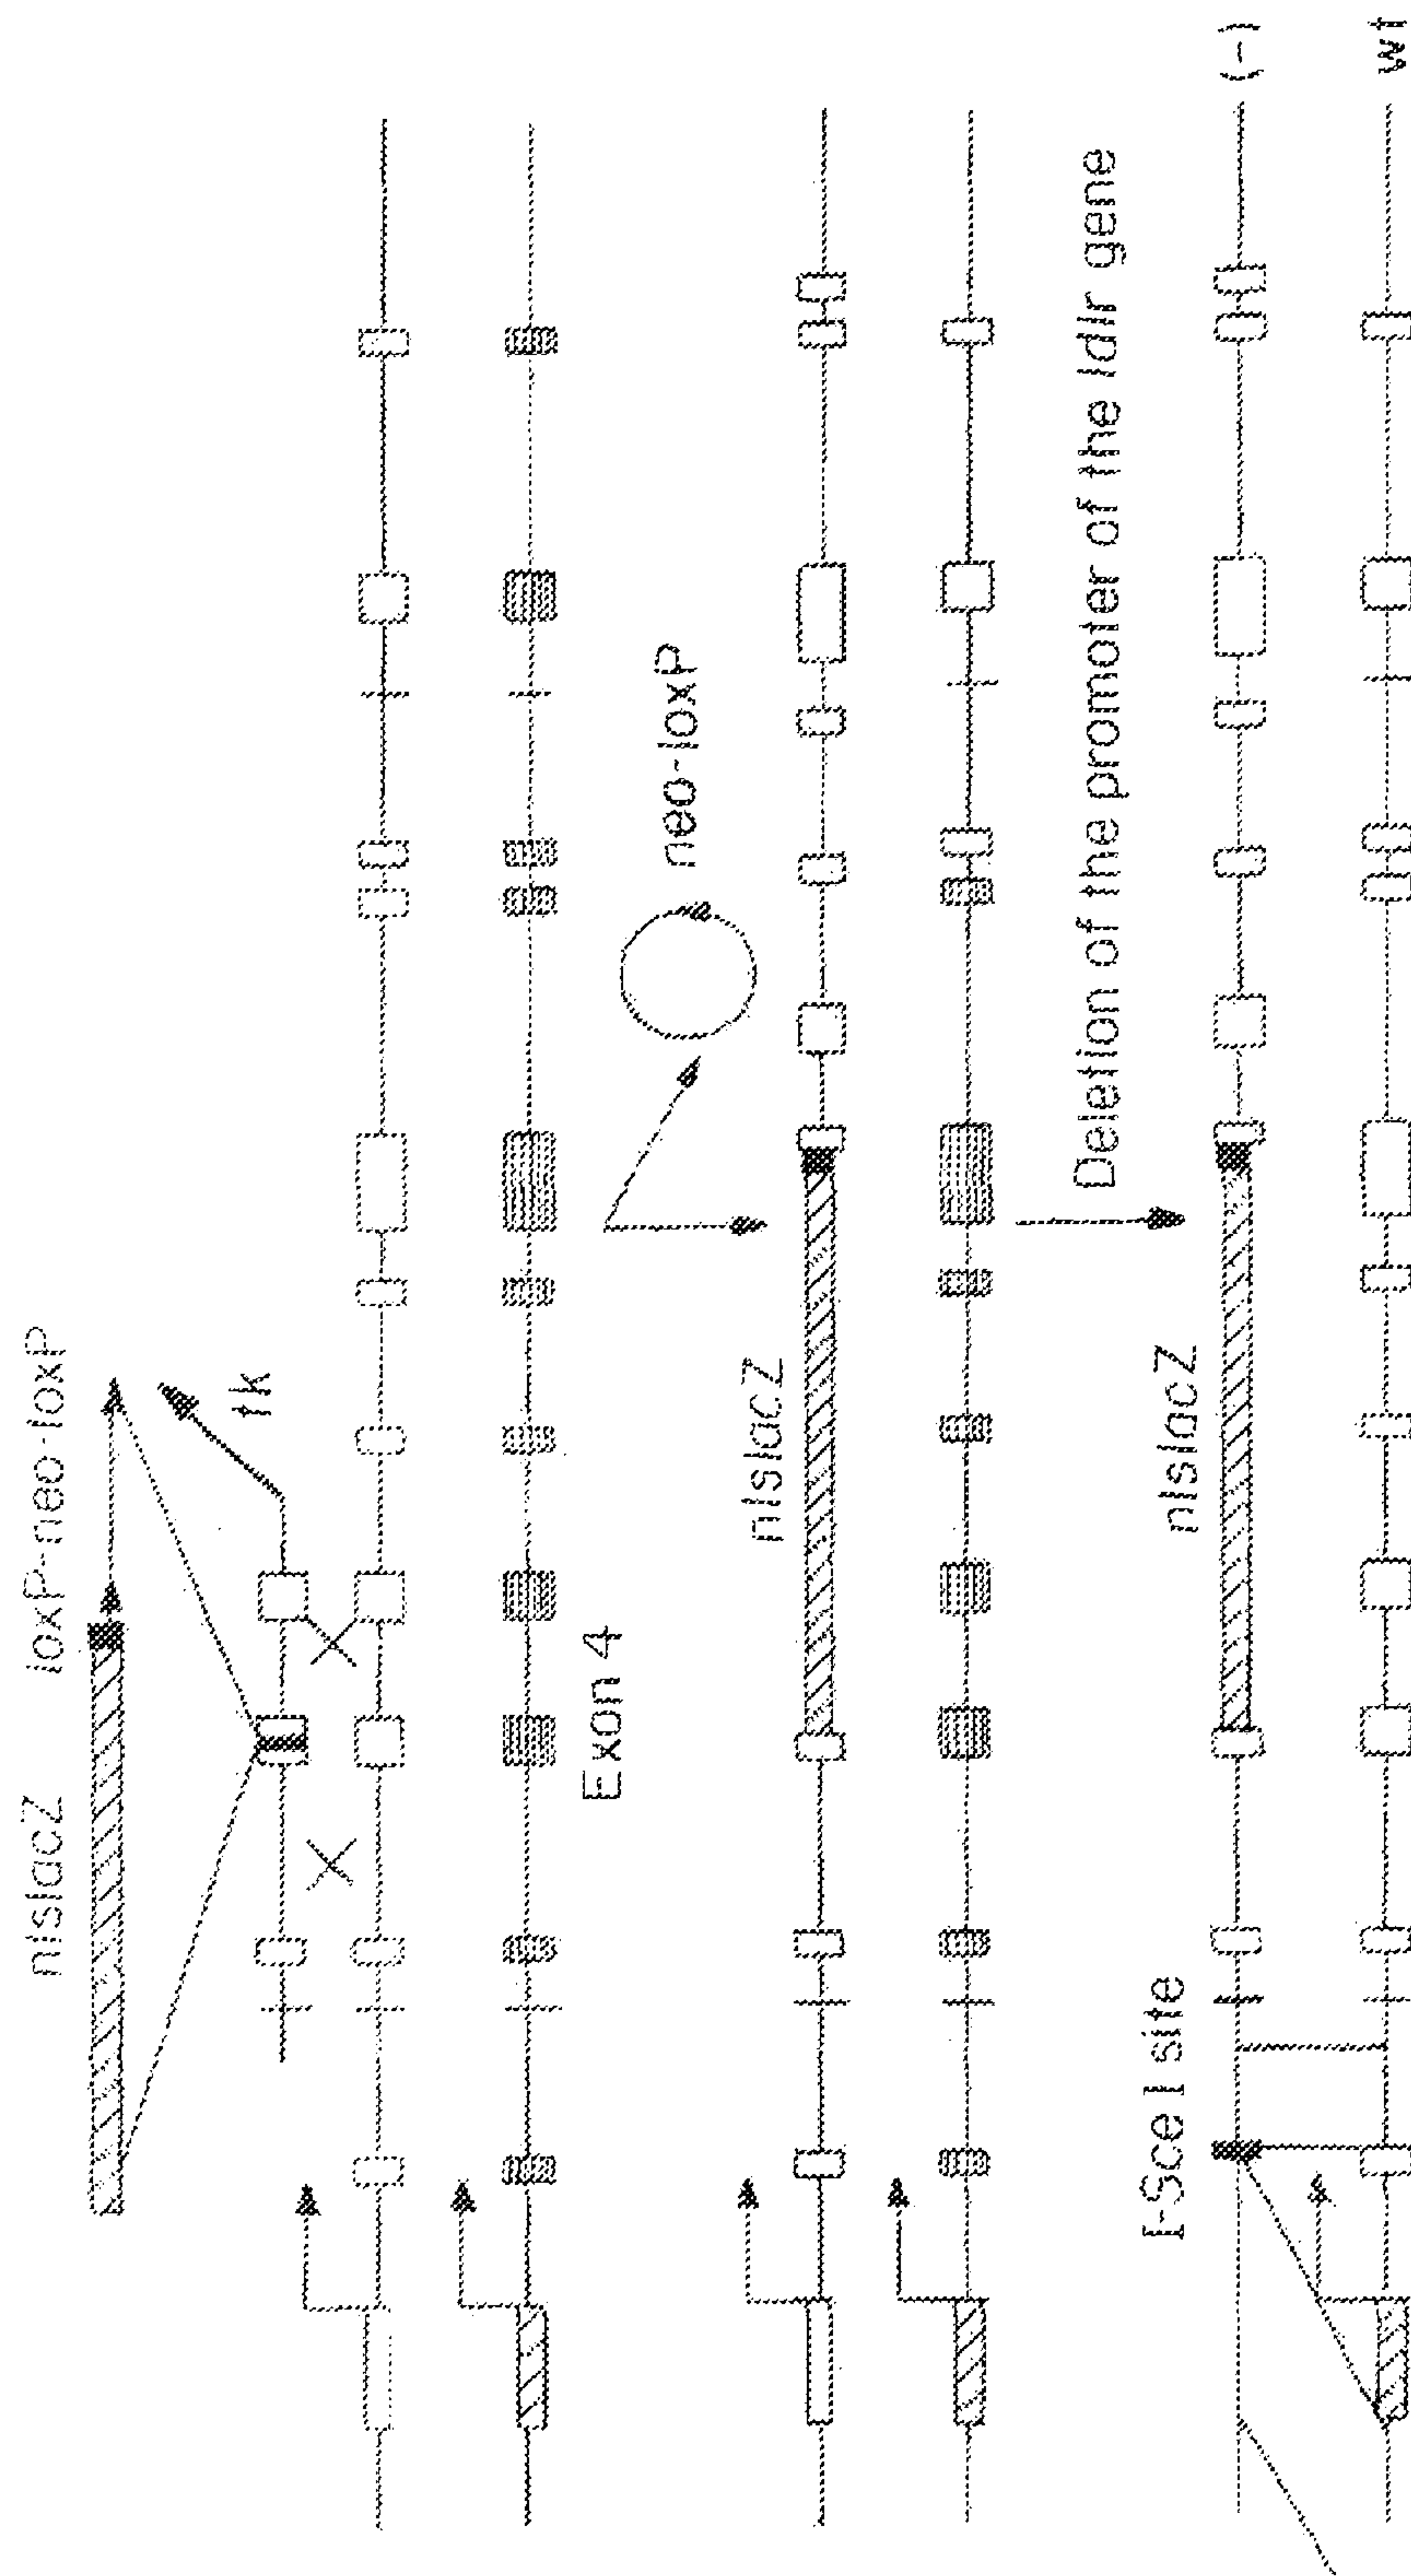 nlslacZ
loxP-neo-loxP
tk
Exon 4
neo-loxP
nlslacZ
Deletion of the promoter of the ldlr gene
nlslacZ
I-Sce I site
(-)
wt